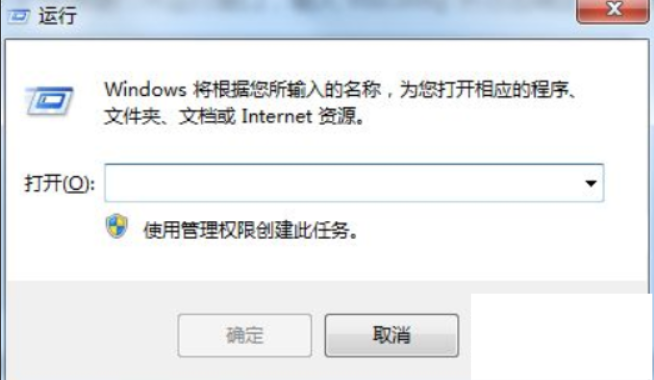 运行
Windows 将根据您所输入的名称，为您打开相应的程序、
文件夹、文档或 Internet 资源。
打开(O):
使用管理权限创建此任务。
确定
取消